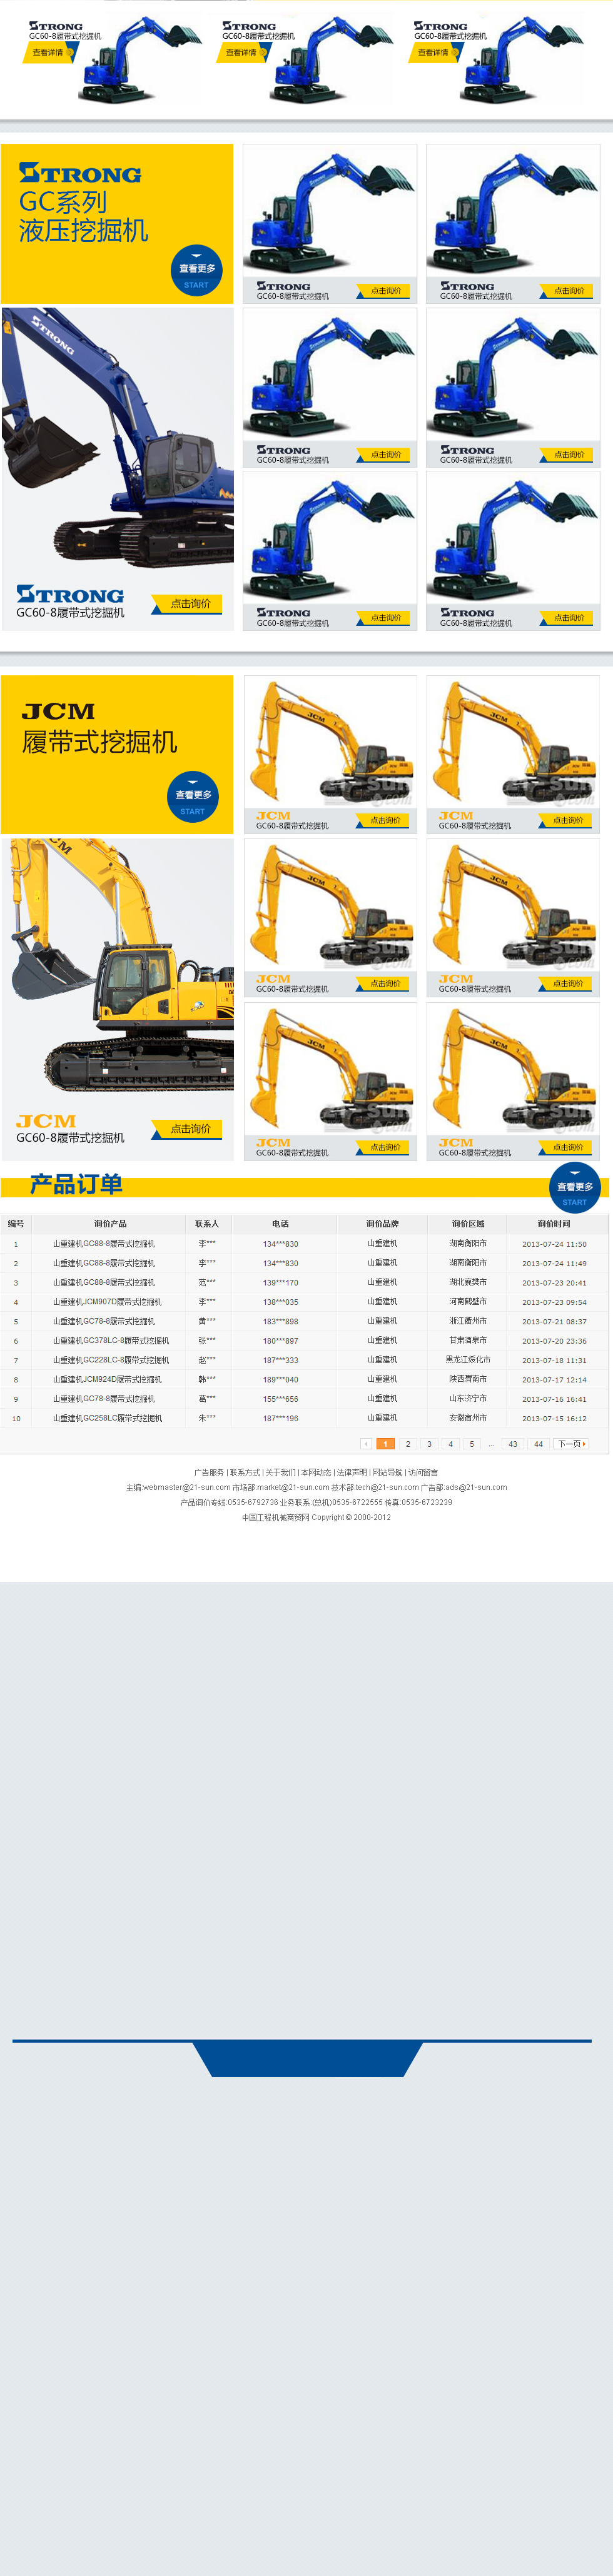 STRONG STRONG STRONG
GC60-8履带式挖掘机 GC60-8履带式挖掘机 GC60-8履带式挖掘机
查看详情 查看详情 查看详情
STRONG
GC系列
液压挖掘机
查看更多
START
STRONG 点击询价 STRONG 点击询价
GC60-8履带式挖掘机 GC60-8履带式挖掘机
STRONG
STRONG 点击询价 STRONG 点击询价
GC60-8履带式挖掘机 GC60-8履带式挖掘机
STRONG
GC60-8履带式挖掘机 点击询价
STRONG 点击询价 STRONG 点击询价
GC60-8履带式挖掘机 GC60-8履带式挖掘机
JCM
履带式挖掘机
查看更多
START
JCM JCM
JCM 点击询价 JCM 点击询价
GC60-8履带式挖掘机 GC60-8履带式挖掘机
JCM
JCM JCM
JCM 点击询价 JCM 点击询价
GC60-8履带式挖掘机 GC60-8履带式挖掘机
JCM JCM
JCM
GC60-8履带式挖掘机 点击询价
JCM 点击询价 JCM 点击询价
GC60-8履带式挖掘机 GC60-8履带式挖掘机
产品订单
查看更多
START
编号 询价产品 联系人 电话 询价品牌 询价区域 询价时间
1 山重建机GC88-8履带式挖掘机 李*** 134***830 山重建机 湖南衡阳市 2013-07-24 11:50
2 山重建机GC88-8履带式挖掘机 李*** 134***830 山重建机 湖南衡阳市 2013-07-24 11:49
3 山重建机GC88-8履带式挖掘机 范*** 139***170 山重建机 湖北襄樊市 2013-07-23 20:41
4 山重建机JCM907D履带式挖掘机 李*** 138***035 山重建机 河南鹤壁市 2013-07-23 09:54
5 山重建机GC78-8履带式挖掘机 黄*** 183***898 山重建机 浙江衢州市 2013-07-21 08:37
6 山重建机GC378LC-8履带式挖掘机 张*** 180***897 山重建机 甘肃酒泉市 2013-07-20 23:36
7 山重建机GC228LC-8履带式挖掘机 赵*** 187***333 山重建机 黑龙江绥化市 2013-07-18 11:31
8 山重建机JCM924D履带式挖掘机 韩*** 189***040 山重建机 陕西渭南市 2013-07-17 12:14
9 山重建机GC78-8履带式挖掘机 葛*** 155***656 山重建机 山东济宁市 2013-07-16 16:41
10 山重建机GC258LC履带式挖掘机 朱*** 187***196 山重建机 安徽宿州市 2013-07-15 16:12
1 2 3 4 5 ... 43 44 下一页
广告服务 | 联系方式 | 关于我们 | 本网动态 | 法律声明 | 网站导航 | 访问留言
主编:webmaster@21-sun.com 市场部:market@21-sun.com 技术部:tech@21-sun.com 广告部:ads@21-sun.com
产品询价专线:0535-6792736 业务联系:(总机)0535-6722555 传真:0535-6723239
中国工程机械商贸网 Copyright © 2000-2012